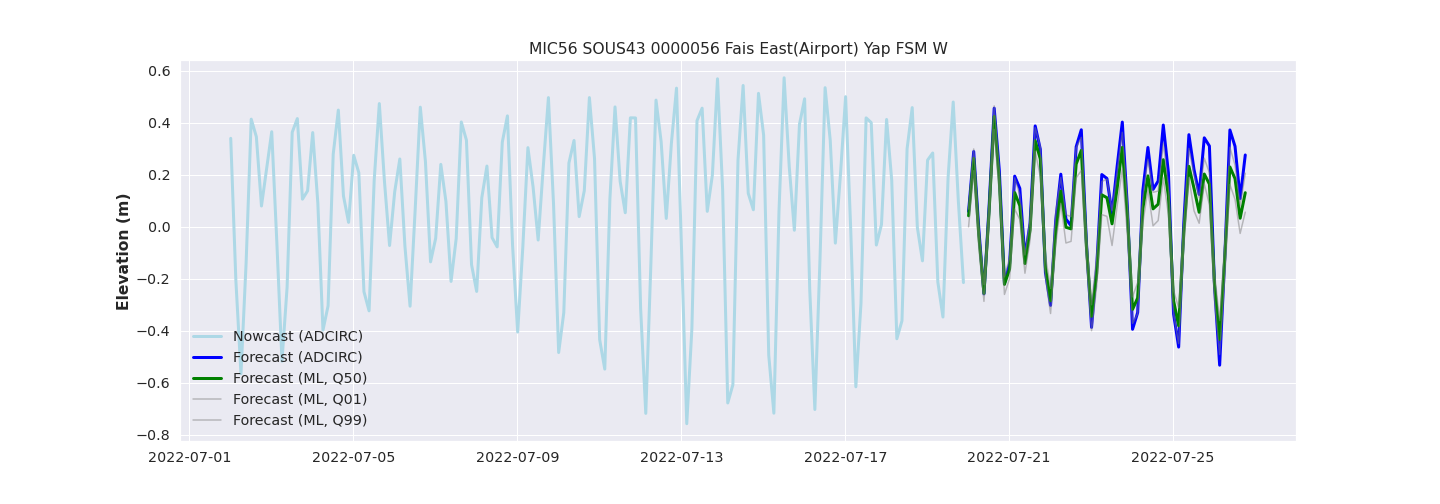 MIC56 SOUS43 0000056 Fais East(Airport) Yap FSM W
Elevation (m)
0.6
0.4
0.2
0.0
−0.2
−0.4
−0.6
−0.8
Nowcast (ADCIRC)
Forecast (ADCIRC)
Forecast (ML, Q50)
Forecast (ML, Q01)
Forecast (ML, Q99)
2022-07-01 2022-07-05 2022-07-09 2022-07-13 2022-07-17 2022-07-21 2022-07-25